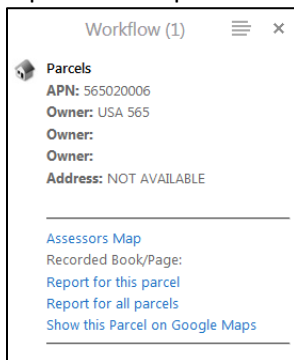 Workflow (1)
Parcels
APN: 565020006
Owner: USA 565
Owner:
Owner:
Address: NOT AVAILABLE
Assessors Map
Recorded Book/Page:
Report for this parcel
Report for all parcels
Show this Parcel on Google Maps